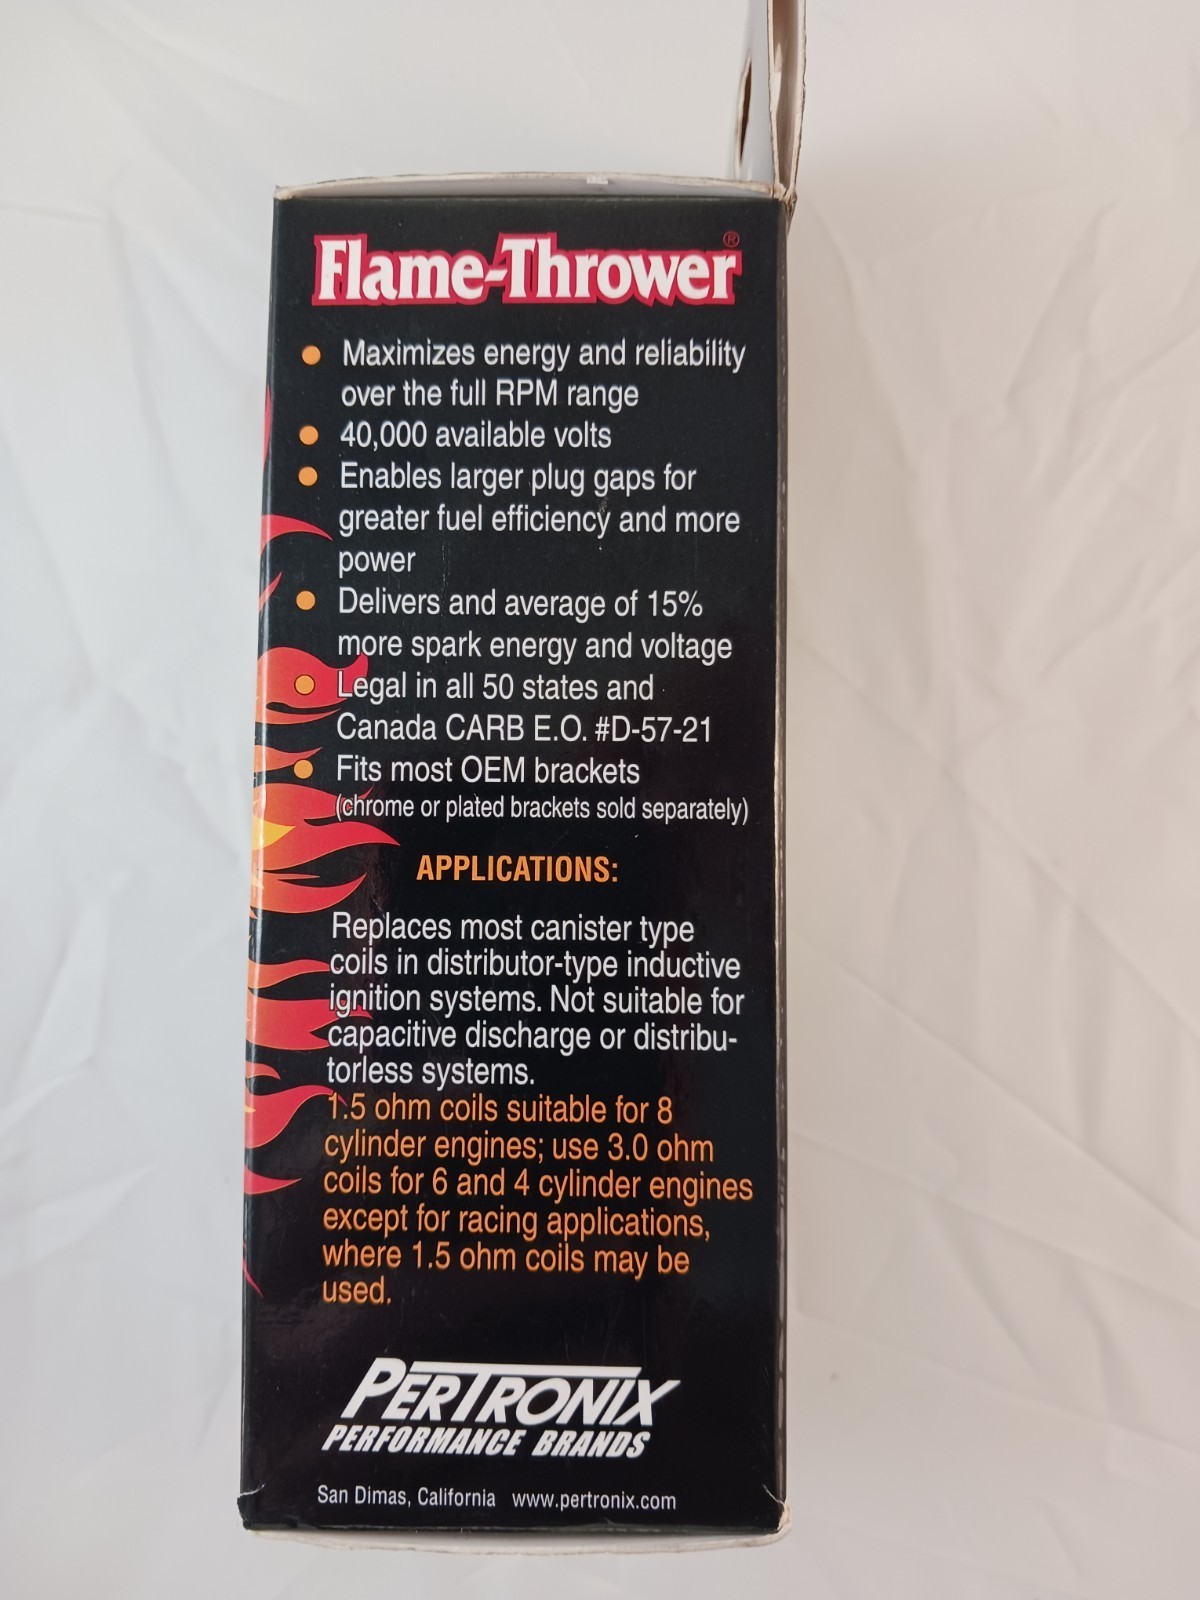 Flame-Thrower®
• Maximizes energy and reliability
over the full RPM range
• 40,000 available volts
• Enables larger plug gaps for
greater fuel efficiency and more
power
• Delivers and average of 15%
more spark energy and voltage
• Legal in all 50 states and
Canada CARB E.O. #D-57-21
• Fits most OEM brackets
(chrome or plated brackets sold separately)
APPLICATIONS:
Replaces most canister type
coils in distributor-type inductive
ignition systems. Not suitable for
capacitive discharge or distribu-
torless systems.
1.5 ohm coils suitable for 8
cylinder engines; use 3.0 ohm
coils for 6 and 4 cylinder engines
except for racing applications,
where 1.5 ohm coils may be
used.
PERTRONIX
PERFORMANCE BRANDS
San Dimas, California www.pertronix.com